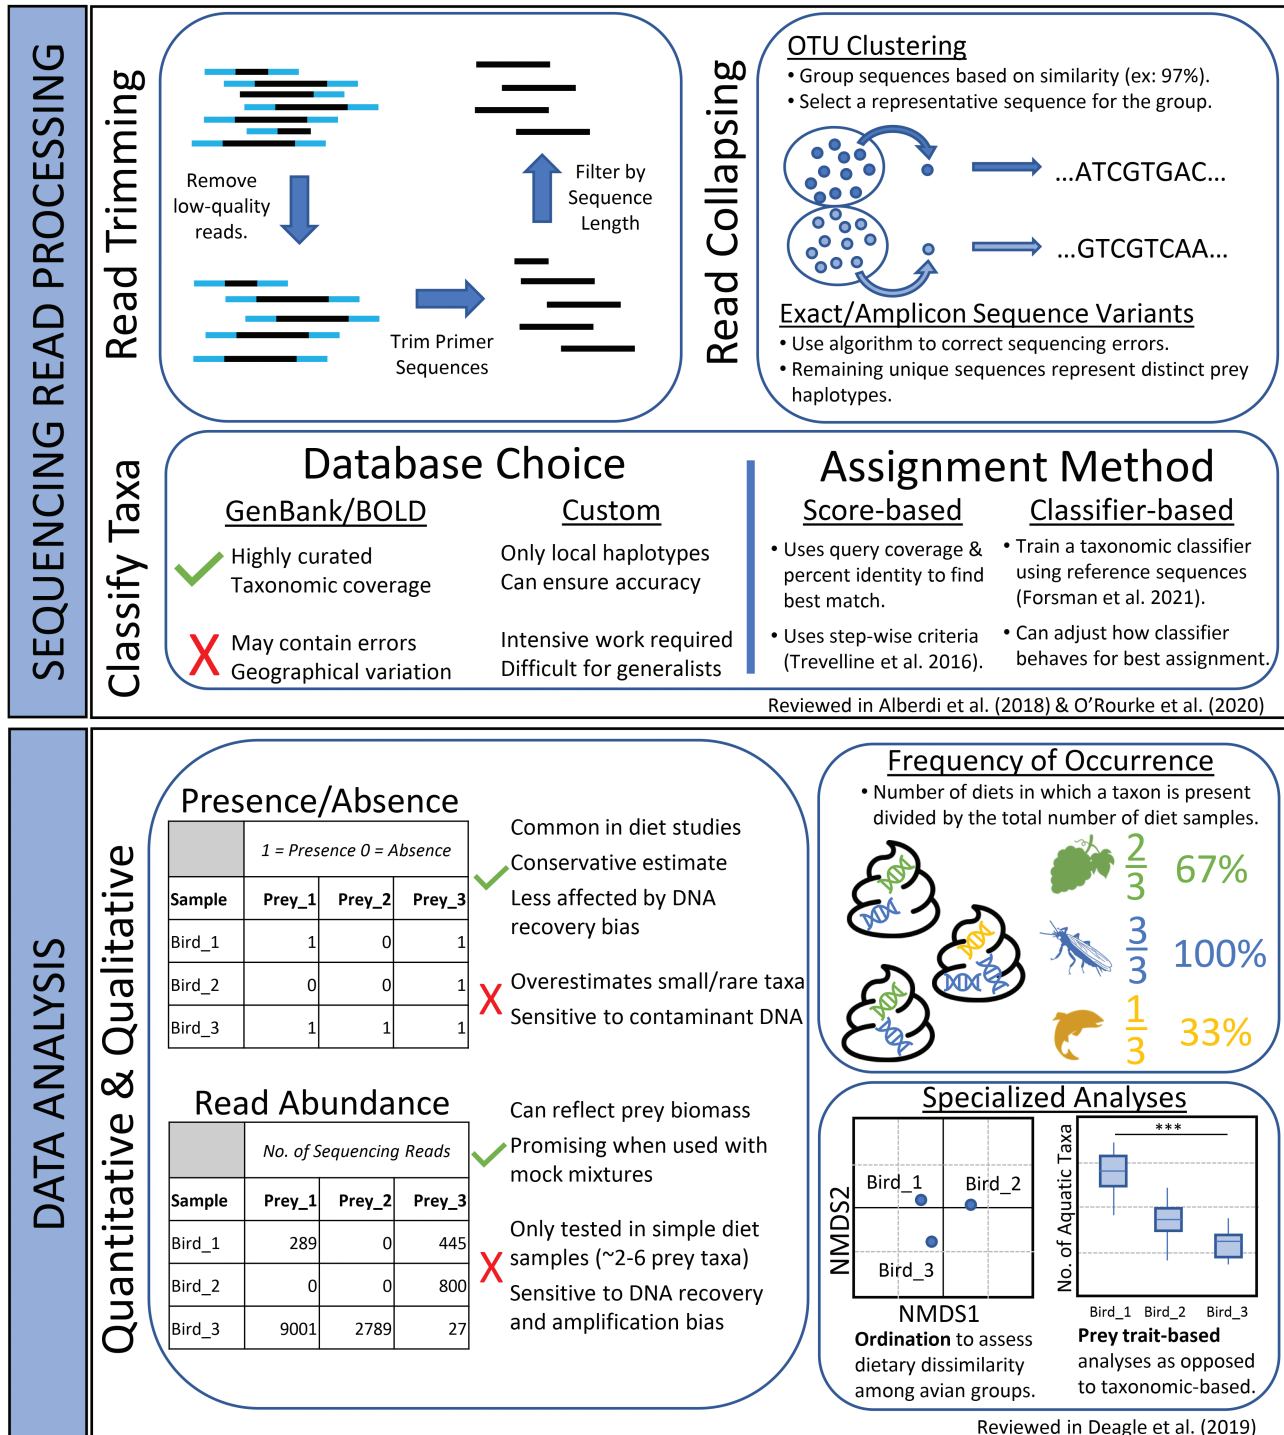 SEQUENCING READ PROCESSING
Read Trimming
Remove
low-quality
reads.
Trim Primer
Sequences
Filter by
Sequence
Length
Read Collapsing
OTU Clustering
• Group sequences based on similarity (ex: 97%).
• Select a representative sequence for the group.
...ATCGTGAC...
...GTCGTCAA...
Exact/Amplicon Sequence Variants
• Use algorithm to correct sequencing errors.
• Remaining unique sequences represent distinct prey
haplotypes.
Classify Taxa
Database Choice
GenBank/BOLD
Highly curated
Taxonomic coverage
May contain errors
Geographical variation
Custom
Only local haplotypes
Can ensure accuracy
Intensive work required
Difficult for generalists
Assignment Method
Score-based
• Uses query coverage &
percent identity to find
best match.
• Uses step-wise criteria
(Trevelline et al. 2016).
Classifier-based
• Train a taxonomic classifier
using reference sequences
(Forsman et al. 2021).
• Can adjust how classifier
behaves for best assignment.
Reviewed in Alberdi et al. (2018) & O'Rourke et al. (2020)
DATA ANALYSIS
Quantitative & Qualitative
Presence/Absence
1 = Presence 0 = Absence
Sample Prey_1 Prey_2 Prey_3
Bird_1 1 0 1
Bird_2 0 0 1
Bird_3 1 1 1
Common in diet studies
Conservative estimate
Less affected by DNA
recovery bias
Overestimates small/rare taxa
Sensitive to contaminant DNA
Read Abundance
No. of Sequencing Reads
Sample Prey_1 Prey_2 Prey_3
Bird_1 289 0 445
Bird_2 0 0 800
Bird_3 9001 2789 27
Can reflect prey biomass
Promising when used with
mock mixtures
Only tested in simple diet
samples (~2-6 prey taxa)
Sensitive to DNA recovery
and amplification bias
Frequency of Occurrence
• Number of diets in which a taxon is present
divided by the total number of diet samples.
2/3 67%
3/3 100%
1/3 33%
Specialized Analyses
NMDS2
Bird_1
Bird_2
Bird_3
NMDS1
Ordination to assess
dietary dissimilarity
among avian groups.
No. of Aquatic Taxa
***
Bird_1 Bird_2 Bird_3
Prey trait-based
analyses as opposed
to taxonomic-based.
Reviewed in Deagle et al. (2019)